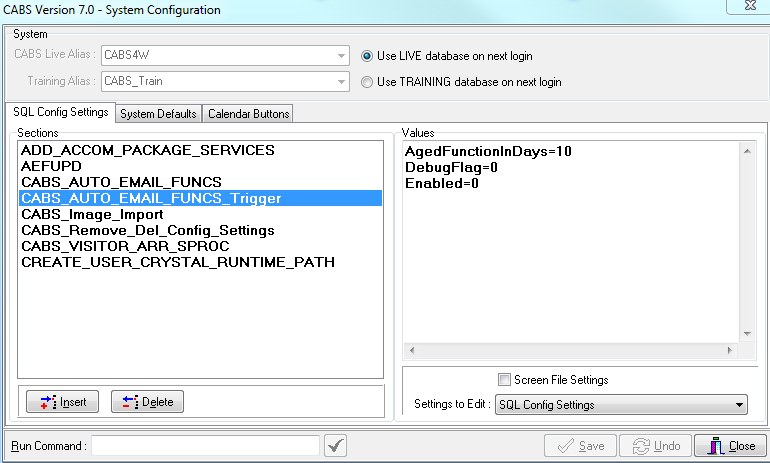 CABS Version 7.0 - System Configuration
System
CABS Live Alias : CABS4W Use LIVE database on next login
Training Alias : CABS_Train Use TRAINING database on next login
SQL Config Settings System Defaults Calendar Buttons
Sections
ADD_ACCOM_PACKAGE_SERVICES
AEFUPD
CABS_AUTO_EMAIL_FUNCS
CABS_AUTO_EMAIL_FUNCS_Trigger
CABS_Image_Import
CABS_Remove_Del_Config_Settings
CABS_VISITOR_ARR_SPROC
CREATE_USER_CRYSTAL_RUNTIME_PATH
Insert Delete
Values
AgedFunctionInDays=10
DebugFlag=0
Enabled=0
Screen File Settings
Settings to Edit : SQL Config Settings
Run Command : Save Undo Close